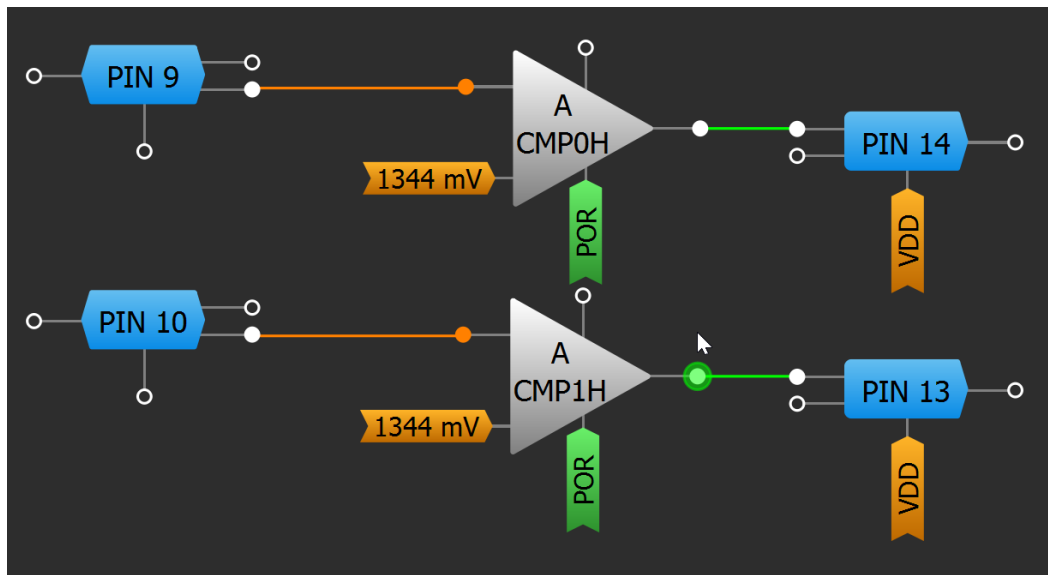 PIN 9
A
CMP0H
1344 mV
POR
PIN 14
VDD
PIN 10
A
CMP1H
1344 mV
POR
PIN 13
VDD